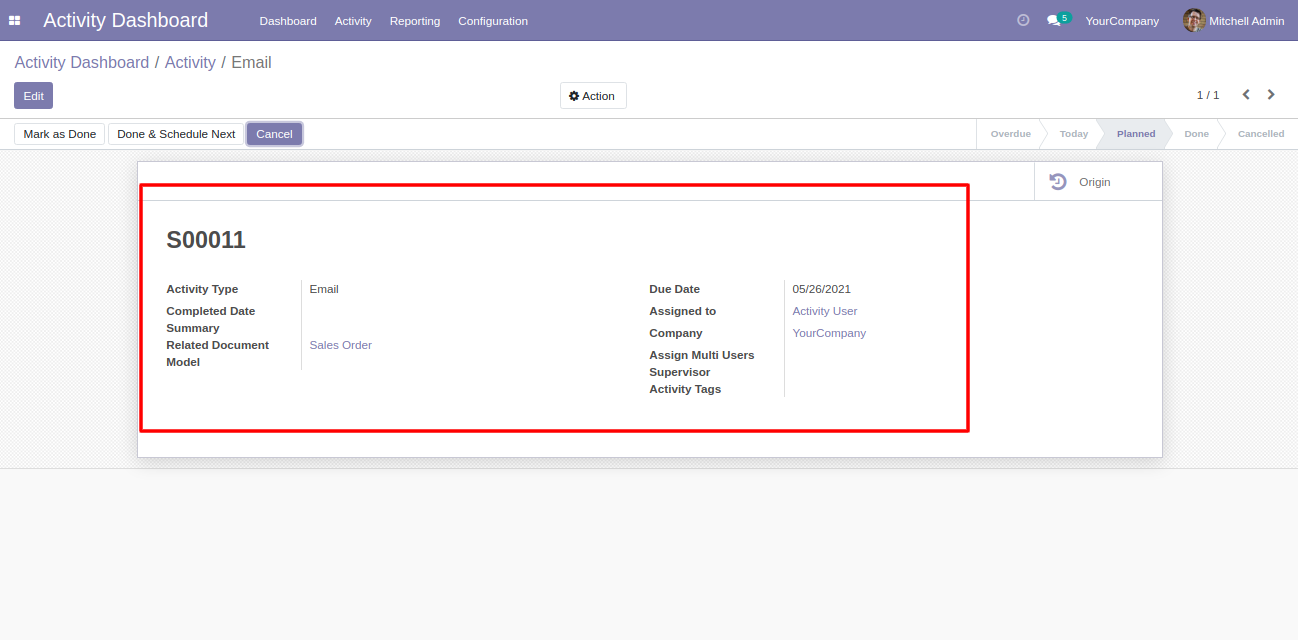 Activity Dashboard Dashboard Activity Reporting Configuration 5 YourCompany Mitchell Admin
Activity Dashboard / Activity / Email
Edit Action 1 / 1
Mark as Done Done & Schedule Next Cancel Overdue Today Planned Done Cancelled
Origin
S00011
Activity Type Email
Completed Date
Summary
Related Document Sales Order
Model
Due Date 05/26/2021
Assigned to Activity User
Company YourCompany
Assign Multi Users
Supervisor
Activity Tags